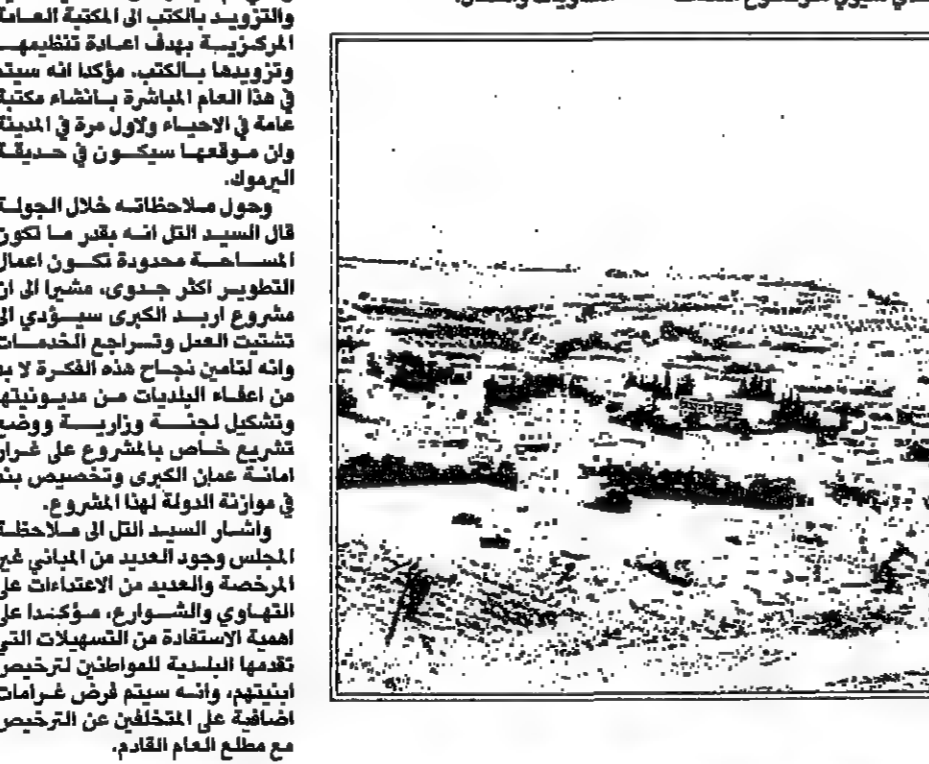 والتزويد بالكتب الى المكتبة العامة
المركزية بهدف اعادة تنظيمها
وتزويدها بالكتب، مؤكدا انه سيتم
في هذا العام المباشرة بانشاء مكتبة
عامة في الاحياء ولاول مرة في المدينة
وان موقعها سيكون في حديقة
اليرموك.
وحول ملاحظاته خلال الجولة
قال السيد التل انه بقدر ما تكون
المساحة محدودة تكون اعمال
التطوير اكثر جدوى، مشيرا الى ان
مشروع اربد الكبرى سيؤدي الى
تشتيت العمل وتراجع الخدمات
وانه لتامين نجاح هذه الفكرة لا بد
من اعفاء البلديات من مديونيتها
وتشكيل لجنة وزارية ووضع
تشريع خاص بالمشروع على غرار
امانة عمان الكبرى وتخصيص بند
في موازنة الدولة لهذا المشروع.
واشار السيد التل الى ملاحظة
المجلس وجود العديد من المباني غير
المرخصة والعديد من الاعتداءات على
التهاوي والشوارع، مؤكدا على
اهمية الاستفادة من التسهيلات التي
تقدمها البلدية للمواطنين لترخيص
ابنيتهم، وانه سيتم فرض غرامات
اضافية على المتخلفين عن الترخيص
مع مطلع العام القادم.